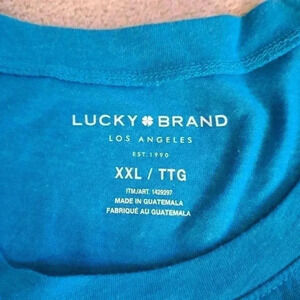 LUCKY BRAND
LOS ANGELES
EST. 1990
XXL / TTG
ITM./ART. 1429297
MADE IN GUATEMALA
FABRIQUÉ AU GUATEMALA